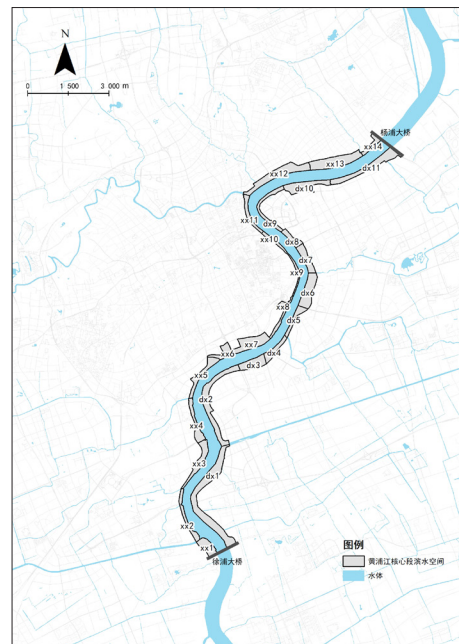 N
0 1 500 3 000 m
杨浦大桥
xx14
xx13
dx11
xx12
dx10
xx11
dx9
xx10
dx8
dx7
xx9
dx6
xx8
dx5
xx7
dx4
xx6
dx3
xx5
dx2
xx4
xx3
dx1
xx2
xx1
徐浦大桥
图例
黄浦江核心段滨水空间
水体